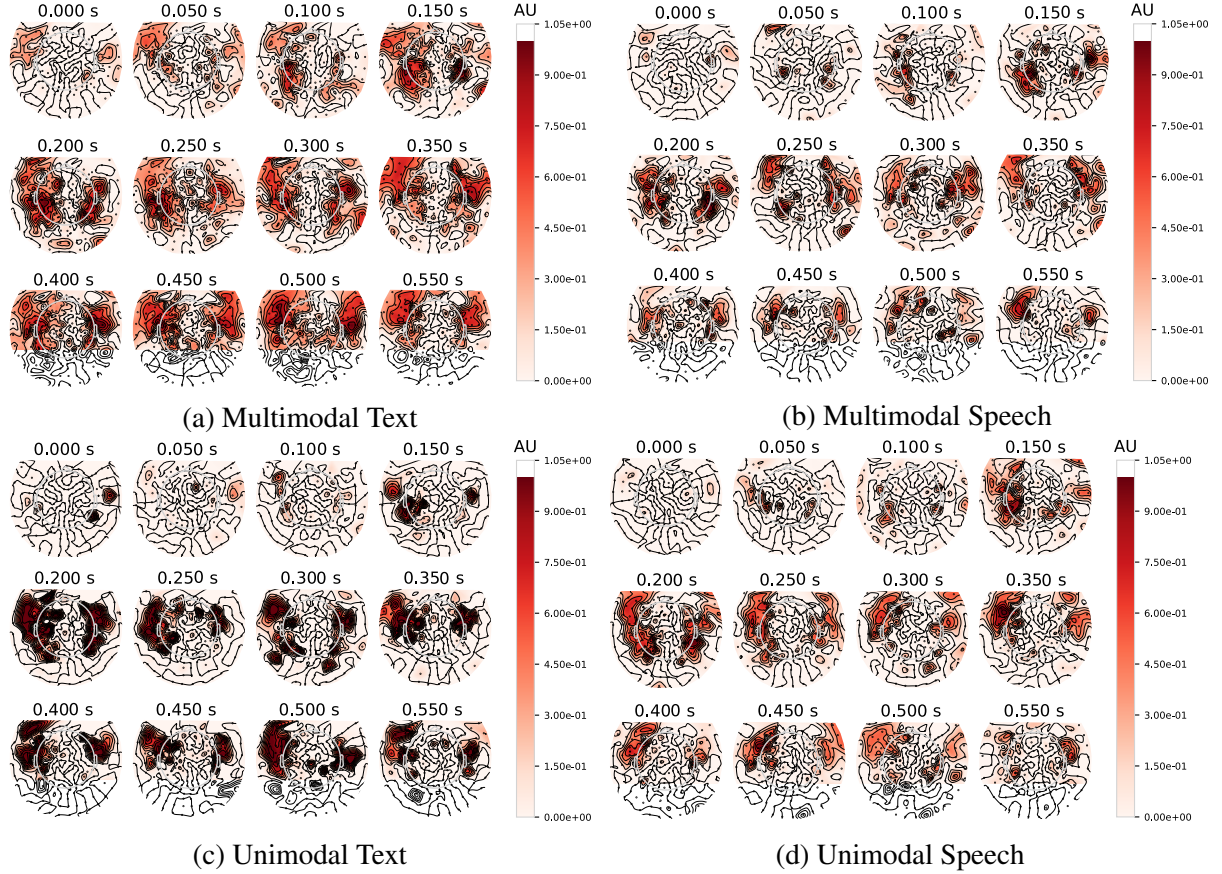 0.000 s 0.050 s 0.100 s 0.150 s
AU
1.05e+00
9.00e-01
7.50e-01
6.00e-01
4.50e-01
3.00e-01
1.50e-01
0.00e+00
0.200 s 0.250 s 0.300 s 0.350 s
0.400 s 0.450 s 0.500 s 0.550 s
(a) Multimodal Text
0.000 s 0.050 s 0.100 s 0.150 s
AU
1.05e+00
9.00e-01
7.50e-01
6.00e-01
4.50e-01
3.00e-01
1.50e-01
0.00e+00
0.200 s 0.250 s 0.300 s 0.350 s
0.400 s 0.450 s 0.500 s 0.550 s
(b) Multimodal Speech
0.000 s 0.050 s 0.100 s 0.150 s
AU
1.05e+00
9.00e-01
7.50e-01
6.00e-01
4.50e-01
3.00e-01
1.50e-01
0.00e+00
0.200 s 0.250 s 0.300 s 0.350 s
0.400 s 0.450 s 0.500 s 0.550 s
(c) Unimodal Text
0.000 s 0.050 s 0.100 s 0.150 s
AU
1.05e+00
9.00e-01
7.50e-01
6.00e-01
4.50e-01
3.00e-01
1.50e-01
0.00e+00
0.200 s 0.250 s 0.300 s 0.350 s
0.400 s 0.450 s 0.500 s 0.550 s
(d) Unimodal Speech